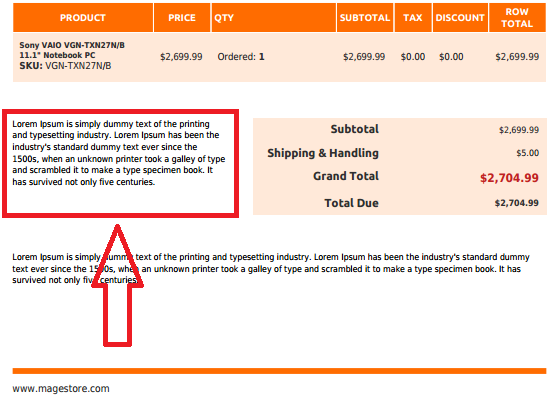 PRODUCT PRICE QTY SUBTOTAL TAX DISCOUNT ROW TOTAL
Sony VAIO VGN-TXN27N/B
11.1" Notebook PC
SKU: VGN-TXN27N/B
$2,699.99 Ordered: 1 $2,699.99 $0.00 $0.00 $2,699.99
Lorem Ipsum is simply dummy text of the printing
and typesetting industry. Lorem Ipsum has been the
industry's standard dummy text ever since the
1500s, when an unknown printer took a galley of type
and scrambled it to make a type specimen book. It
has survived not only five centuries.
Subtotal $2,699.99
Shipping & Handling $5.00
Grand Total $2,704.99
Total Due $2,704.99
Lorem Ipsum is simply dummy text of the printing and typesetting industry. Lorem Ipsum has been the industry's standard dummy
text ever since the 1500s, when an unknown printer took a galley of type and scrambled it to make a type specimen book. It has
survived not only five centuries.
www.magestore.com